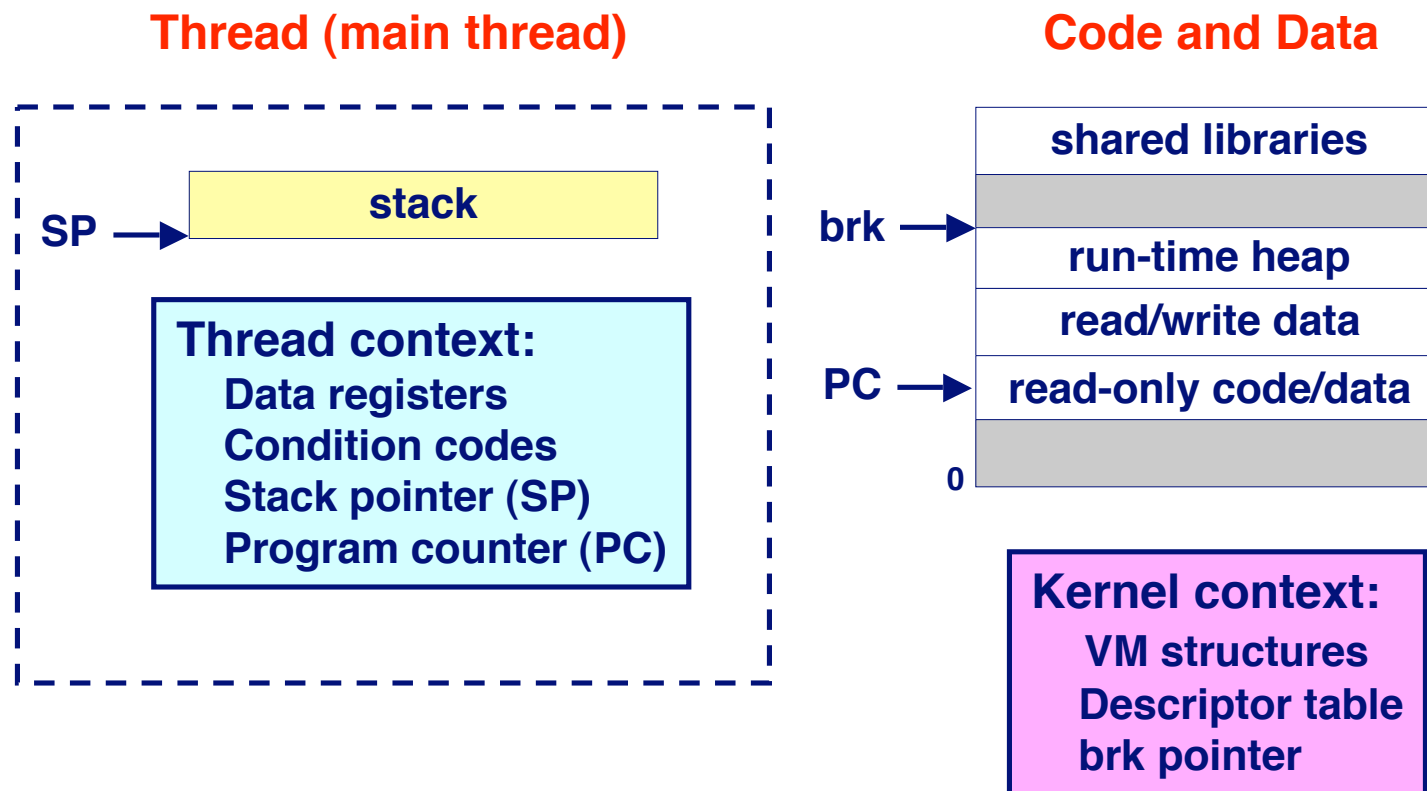 Thread (main thread)
stack
SP
Thread context:
Data registers
Condition codes
Stack pointer (SP)
Program counter (PC)
Code and Data
shared libraries
brk
run-time heap
read/write data
PC
read-only code/data
0
Kernel context:
VM structures
Descriptor table
brk pointer